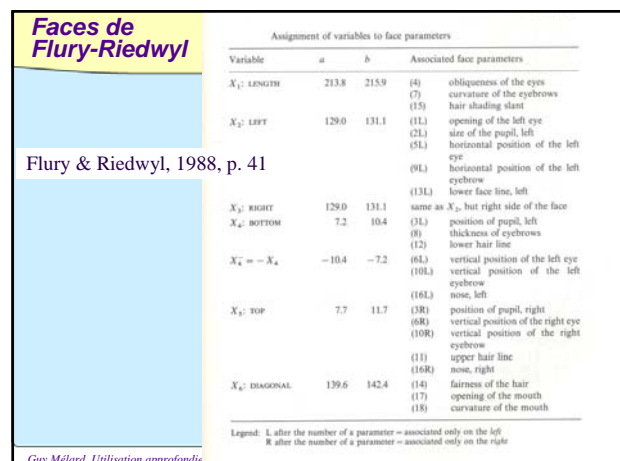 Faces de
Flury-Riedwyl
Flury & Riedwyl, 1988, p. 41
Assignment of variables to face parameters
Variable a b Associated face parameters
X₁: LENGTH 213.8 215.9 (4) obliqueness of the eyes
(7) curvature of the eyebrows
(15) hair shading slant
X₂: LEFT 129.0 131.1 (1L) opening of the left eye
(2L) size of the pupil, left
(5L) horizontal position of the left
eye
(9L) horizontal position of the left
eyebrow
(13L) lower face line, left
X₃: RIGHT 129.0 131.1 same as X₂, but right side of the face
X₄: BOTTOM 7.2 10.4 (3L) position of pupil, left
(8) thickness of eyebrows
(12) lower hair line
X₄⁻ = − X₄ −10.4 −7.2 (6L) vertical position of the left eye
(10L) vertical position of the left
eyebrow
(16L) nose, left
X₅: TOP 7.7 11.7 (3R) position of pupil, right
(6R) vertical position of the right eye
(10R) vertical position of the right
eyebrow
(11) upper hair line
(16R) nose, right
X₆: DIAGONAL 139.6 142.4 (14) fairness of the hair
(17) opening of the mouth
(18) curvature of the mouth
Legend: L after the number of a parameter = associated only on the left
R after the number of a parameter = associated only on the right
Guy Mélard, Utilisation approfondie